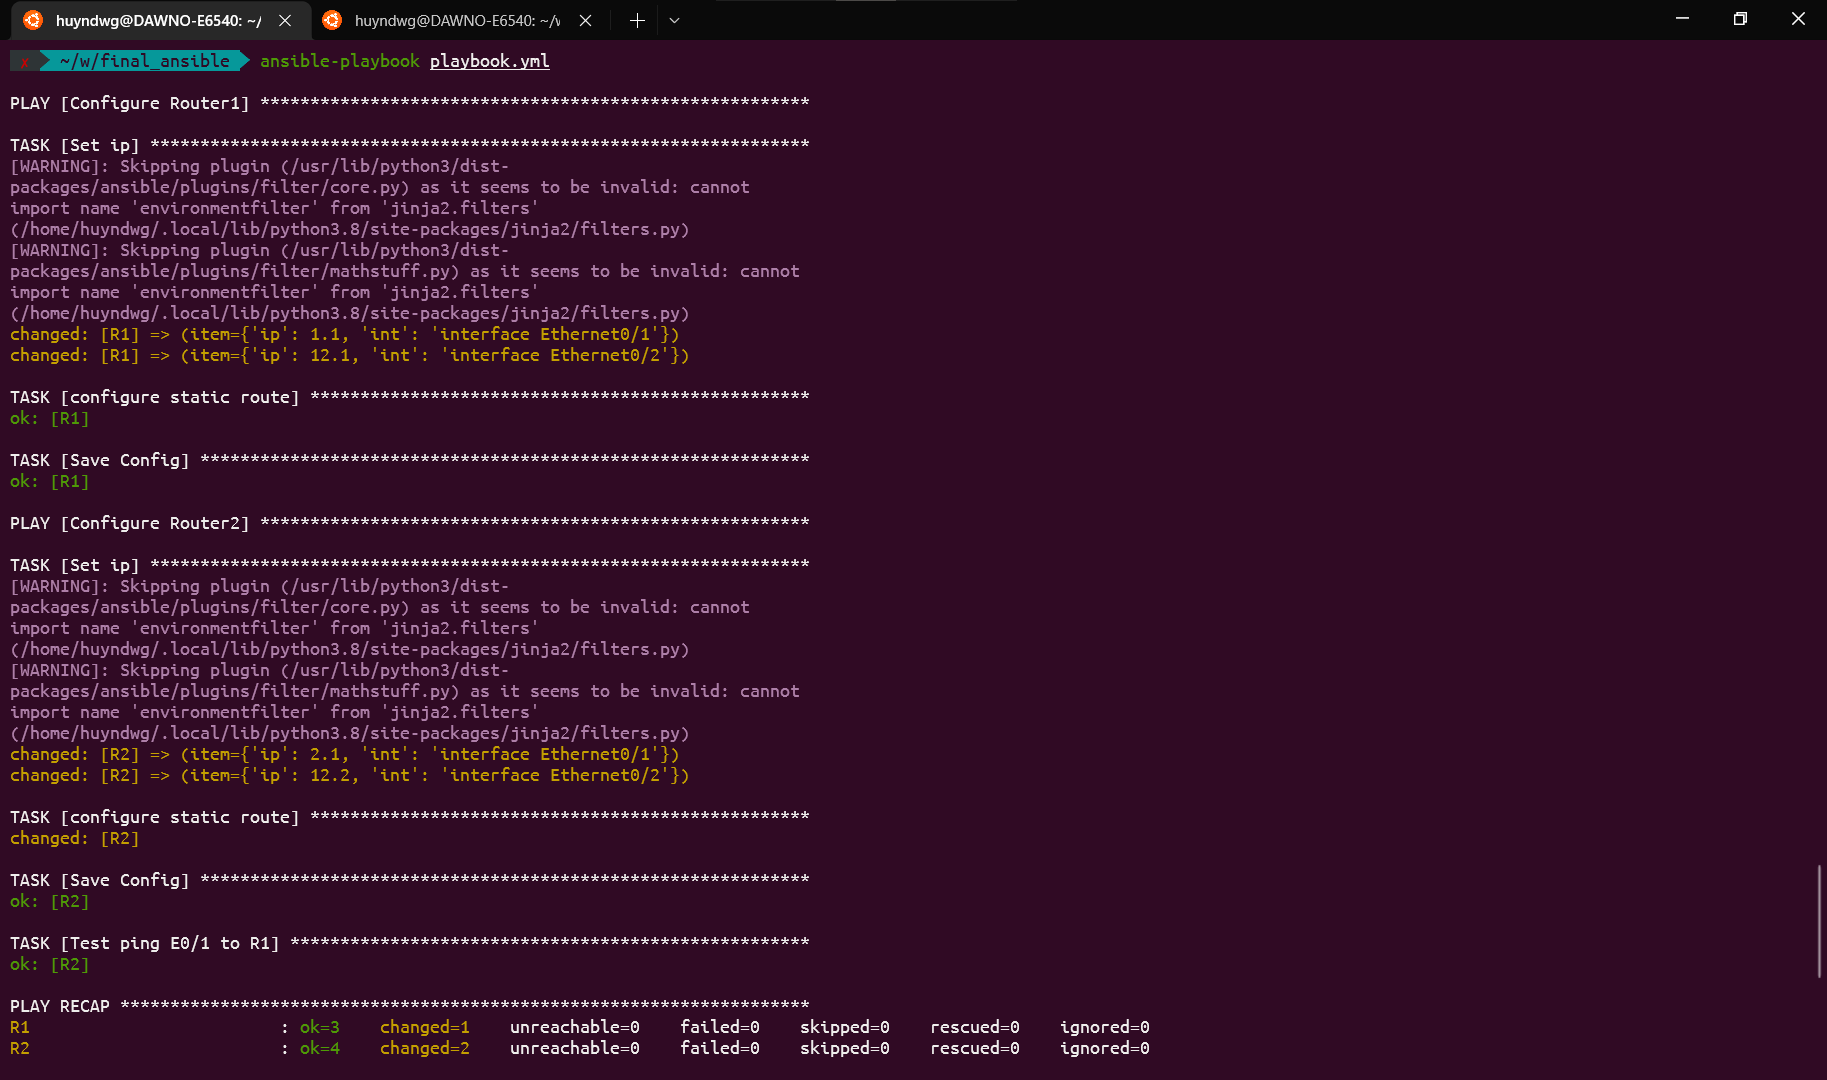 huyndwg@DAWNO-E6540: ~/
huyndwg@DAWNO-E6540: ~/
x ~/w/final_ansible ansible-playbook playbook.yml
PLAY [Configure Router1] *******************************************************
TASK [Set ip] ******************************************************************
[WARNING]: Skipping plugin (/usr/lib/python3/dist-
packages/ansible/plugins/filter/core.py) as it seems to be invalid: cannot
import name 'environmentfilter' from 'jinja2.filters'
(/home/huyndwg/.local/lib/python3.8/site-packages/jinja2/filters.py)
[WARNING]: Skipping plugin (/usr/lib/python3/dist-
packages/ansible/plugins/filter/mathstuff.py) as it seems to be invalid: cannot
import name 'environmentfilter' from 'jinja2.filters'
(/home/huyndwg/.local/lib/python3.8/site-packages/jinja2/filters.py)
changed: [R1] => (item={'ip': 1.1, 'int': 'interface Ethernet0/1'})
changed: [R1] => (item={'ip': 12.1, 'int': 'interface Ethernet0/2'})
TASK [configure static route] **************************************************
ok: [R1]
TASK [Save Config] *************************************************************
ok: [R1]
PLAY [Configure Router2] *******************************************************
TASK [Set ip] ******************************************************************
[WARNING]: Skipping plugin (/usr/lib/python3/dist-
packages/ansible/plugins/filter/core.py) as it seems to be invalid: cannot
import name 'environmentfilter' from 'jinja2.filters'
(/home/huyndwg/.local/lib/python3.8/site-packages/jinja2/filters.py)
[WARNING]: Skipping plugin (/usr/lib/python3/dist-
packages/ansible/plugins/filter/mathstuff.py) as it seems to be invalid: cannot
import name 'environmentfilter' from 'jinja2.filters'
(/home/huyndwg/.local/lib/python3.8/site-packages/jinja2/filters.py)
changed: [R2] => (item={'ip': 2.1, 'int': 'interface Ethernet0/1'})
changed: [R2] => (item={'ip': 12.2, 'int': 'interface Ethernet0/2'})
TASK [configure static route] **************************************************
changed: [R2]
TASK [Save Config] *************************************************************
ok: [R2]
TASK [Test ping E0/1 to R1] ****************************************************
ok: [R2]
PLAY RECAP *********************************************************************
R1 : ok=3 changed=1 unreachable=0 failed=0 skipped=0 rescued=0 ignored=0
R2 : ok=4 changed=2 unreachable=0 failed=0 skipped=0 rescued=0 ignored=0